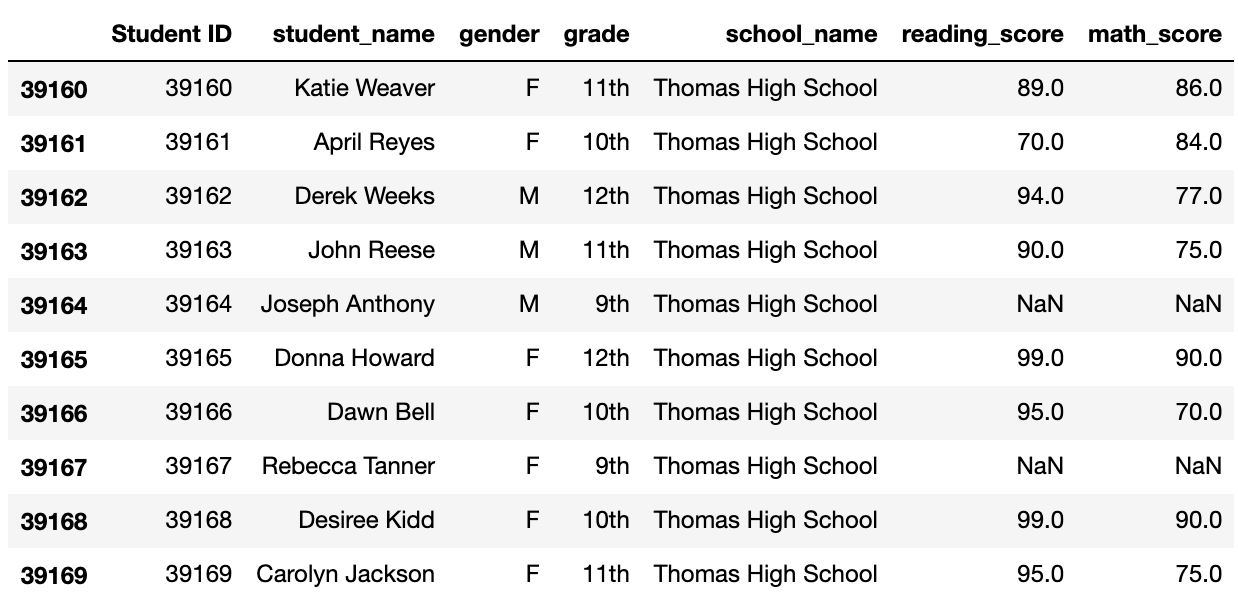 Student ID student_name gender grade school_name reading_score math_score
39160 39160 Katie Weaver F 11th Thomas High School 89.0 86.0
39161 39161 April Reyes F 10th Thomas High School 70.0 84.0
39162 39162 Derek Weeks M 12th Thomas High School 94.0 77.0
39163 39163 John Reese M 11th Thomas High School 90.0 75.0
39164 39164 Joseph Anthony M 9th Thomas High School NaN NaN
39165 39165 Donna Howard F 12th Thomas High School 99.0 90.0
39166 39166 Dawn Bell F 10th Thomas High School 95.0 70.0
39167 39167 Rebecca Tanner F 9th Thomas High School NaN NaN
39168 39168 Desiree Kidd F 10th Thomas High School 99.0 90.0
39169 39169 Carolyn Jackson F 11th Thomas High School 95.0 75.0